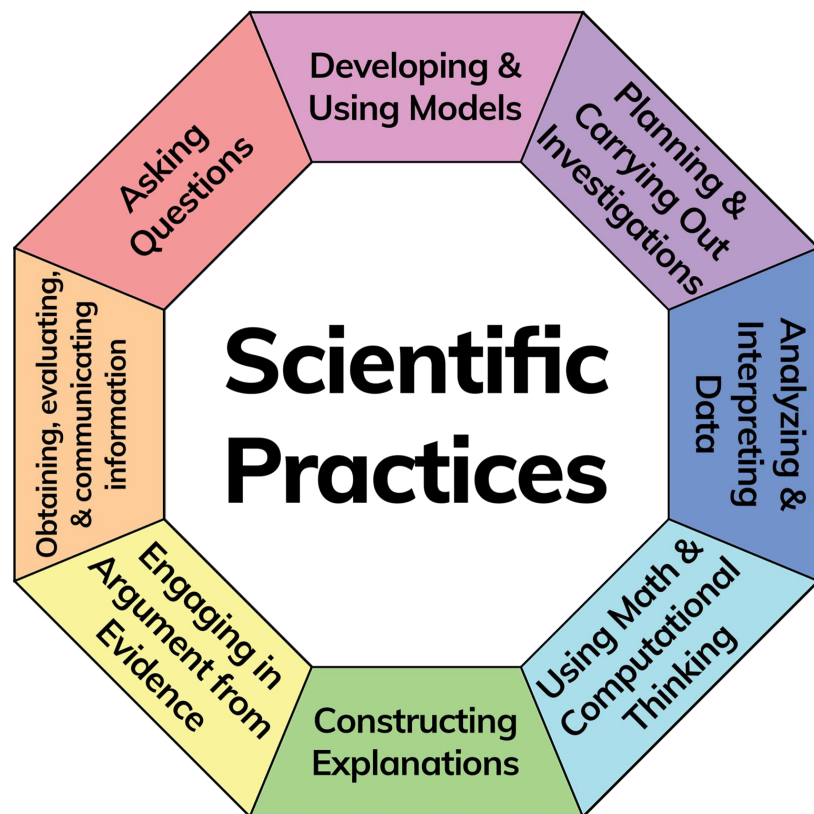 Developing &
Using Models
Planning &
Carrying Out
Investigations
Analyzing &
Interpreting
Data
Using Math &
Computational
Thinking
Constructing
Explanations
Engaging in
Argument from
Evidence
Obtaining, evaluating,
& communicating
information
Asking
Questions
Scientific
Practices